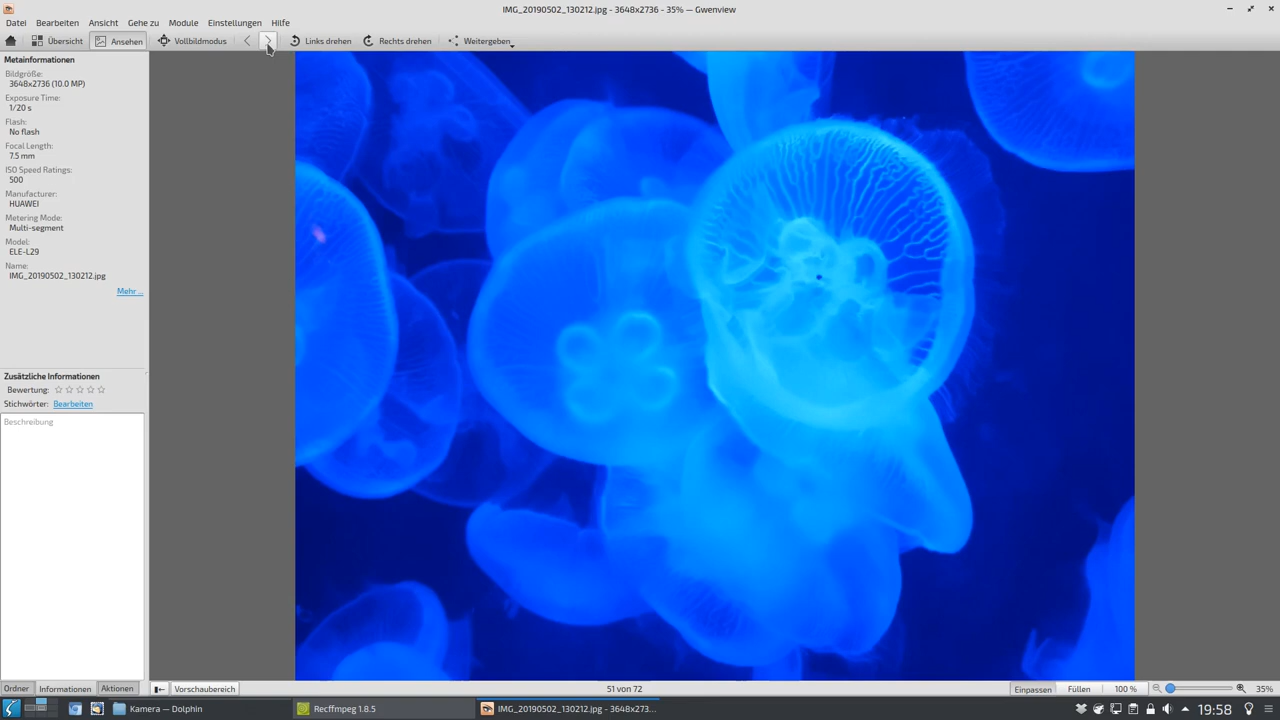 IMG_20190502_130212.jpg - 3648x2736 - 35% — Gwenview
Datei Bearbeiten Ansicht Gehe zu Module Einstellungen Hilfe
Übersicht Ansehen Vollbildmodus Links drehen Rechts drehen Weitergeben
Metainformationen
Bildgröße:
3648x2736 (10.0 MP)
Exposure Time:
1/20 s
Flash:
No flash
Focal Length:
7.5 mm
ISO Speed Ratings:
500
Manufacturer:
HUAWEI
Metering Mode:
Multi-segment
Model:
ELE-L29
Name:
IMG_20190502_130212.jpg
Mehr ...
Zusätzliche Informationen
Bewertung:
Stichwörter: Bearbeiten
Beschreibung
Ordner Informationen Aktionen Vorschaubereich 51 von 72 Einpassen Füllen 100 % 35%
Kamera — Dolphin Recffmpeg 1.8.5 IMG_20190502_130212.jpg - 3648x273... 19:58